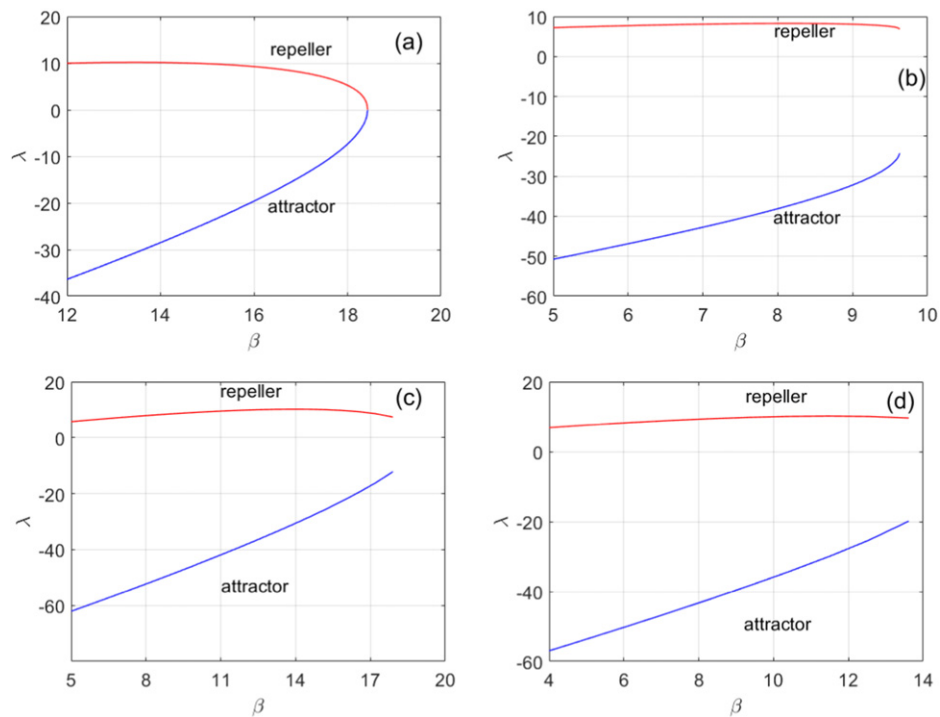 20
(a)
repeller
10
0
λ
-10
attractor
-20
-30
-40
12 14 16 18 20
β
10
repeller
0
(b)
-10
λ
-20
-30
attractor
-40
-50
-60
5 6 7 8 9 10
β
20
repeller
(c)
0
-20
λ
-40
attractor
-60
5 8 11 14 17 20
β
20
repeller
(d)
0
λ
-20
-40
attractor
-60
4 6 8 10 12 14
β